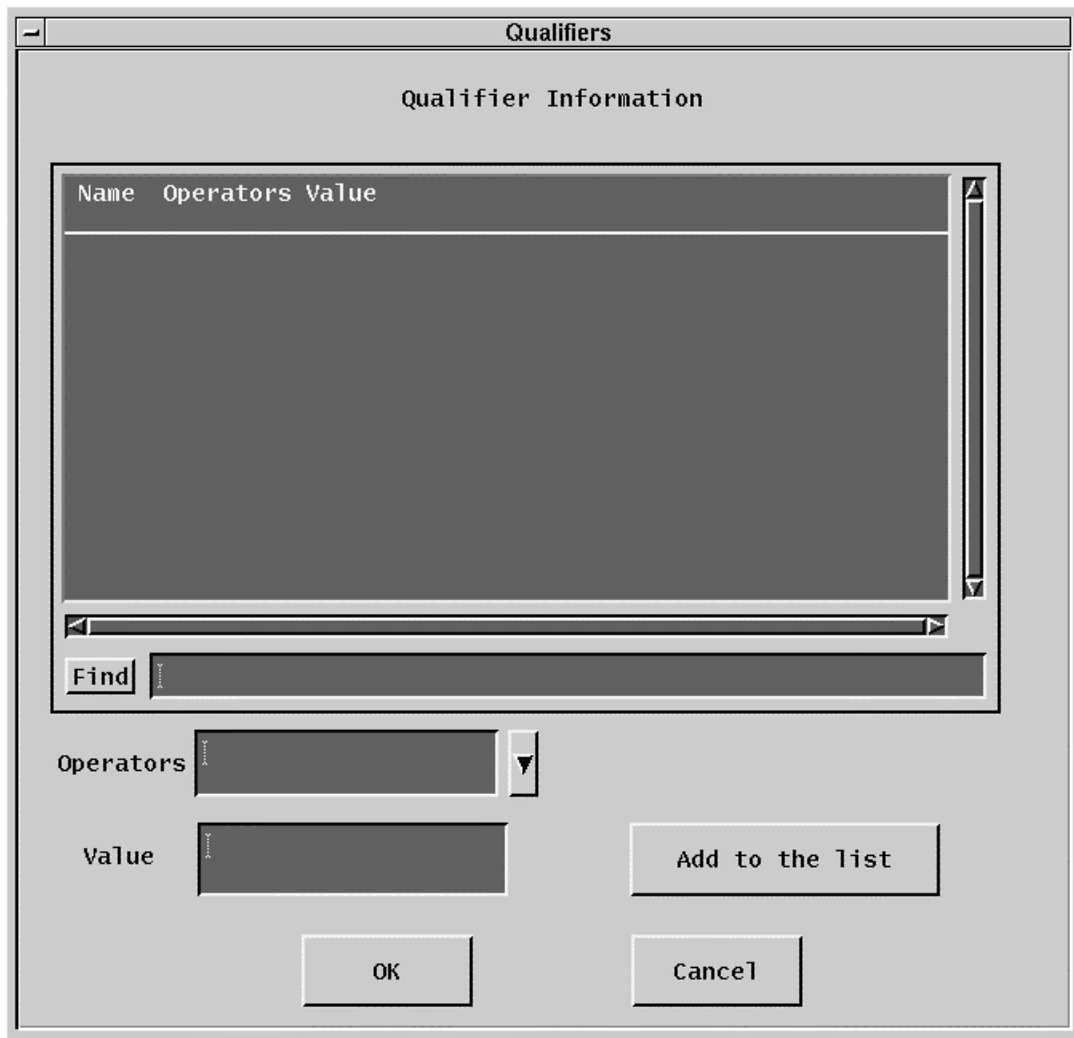 Qualifiers
Qualifier Information
Name Operators Value
Find
Operators
Value
Add to the list
OK
Cancel